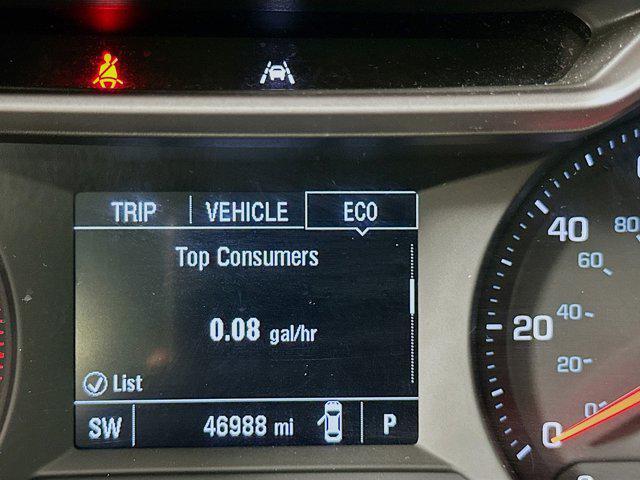 TRIP VEHICLE ECO
Top Consumers
0.08 gal/hr
List
SW 46988 mi P
40 80
60
20 40
20
0 0